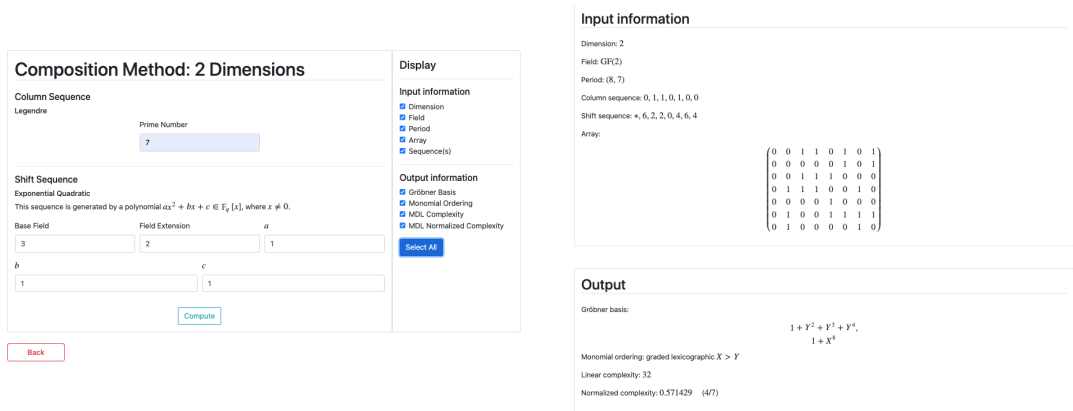 Composition Method: 2 Dimensions
Column Sequence
Legendre
Prime Number
7
Shift Sequence
Exponential Quadratic
This sequence is generated by a polynomial ax² + bx + c ∈ 𝔽q [x], where x ≠ 0.
Base Field Field Extension a
3 2 1
b c
1 1
Compute
Back
Display
Input information
Dimension
Field
Period
Array
Sequence(s)
Output information
Gröbner Basis
Monomial Ordering
MDL Complexity
MDL Normalized Complexity
Select All
Input information
Dimension: 2
Field: GF(2)
Period: (8, 7)
Column sequence: 0, 1, 1, 0, 1, 0, 0
Shift sequence: *, 6, 2, 2, 0, 4, 6, 4
Array:
0 0 1 1 0 1 0 1
0 0 0 0 0 1 0 1
0 0 1 1 1 0 0 0
0 1 1 1 0 0 1 0
0 0 0 0 1 0 0 0
0 1 0 0 1 1 1 1
0 1 0 0 0 0 1 0
Output
Gröbner basis:
1 + Y² + Y³ + Y⁴,
1 + X⁸
Monomial ordering: graded lexicographic X > Y
Linear complexity: 32
Normalized complexity: 0.571429 (4/7)